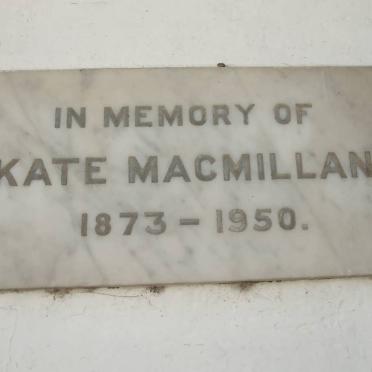 IN MEMORY OF
KATE MACMILLAN
1873 – 1950.